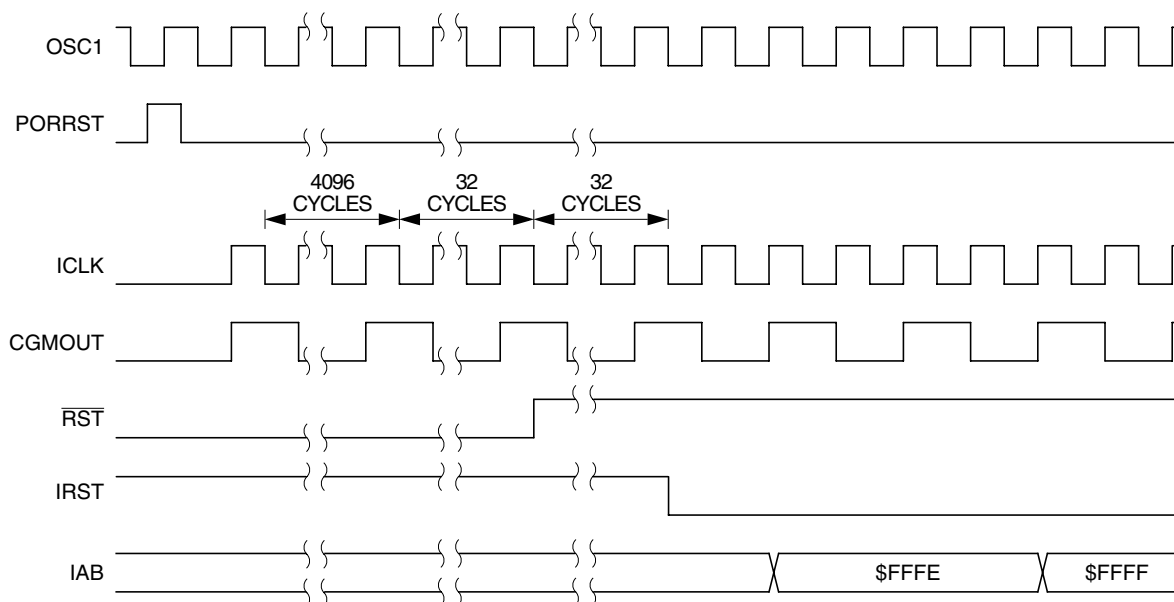 OSC1
PORRST
4096
CYCLES
32
CYCLES
32
CYCLES
ICLK
CGMOUT
RST
IRST
IAB
$FFFE
$FFFF